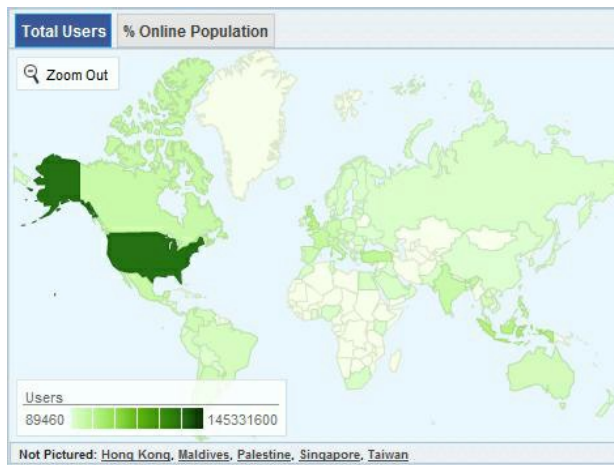 Total Users
% Online Population
Zoom Out
Users
89460
145331600
Not Pictured: Hong Kong, Maldives, Palestine, Singapore, Taiwan